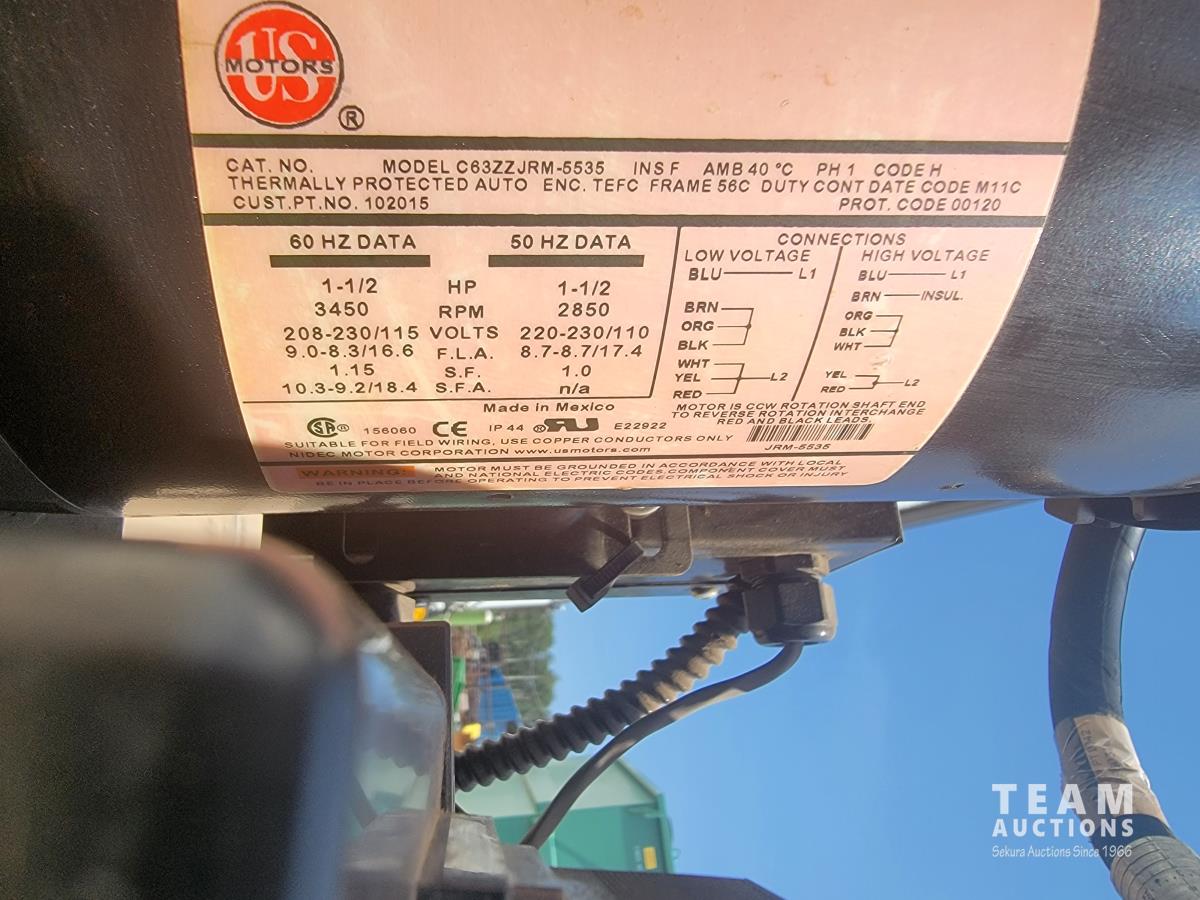 US
MOTORS
®
CAT. NO. MODEL C63ZZJRM-5535 INS F AMB 40 °C PH 1 CODE H
THERMALLY PROTECTED AUTO ENC. TEFC FRAME 56C DUTY CONT DATE CODE M11C
CUST.PT.NO. 102015 PROT. CODE 00120
60 HZ DATA 50 HZ DATA
1-1/2 HP 1-1/2
3450 RPM 2850
208-230/115 VOLTS 220-230/110
9.0-8.3/16.6 F.L.A. 8.7-8.7/17.4
1.15 S.F. 1.0
10.3-9.2/18.4 S.F.A. n/a
CONNECTIONS
LOW VOLTAGE
BLU L1
BRN
ORG
BLK
WHT
YEL L2
RED
HIGH VOLTAGE
BLU L1
BRN INSUL.
ORG
BLK
WHT
YEL
RED L2
MOTOR IS CCW ROTATION SHAFT END
TO REVERSE ROTATION INTERCHANGE
RED AND BLACK LEADS.
JRM-5535
Made in Mexico
SA® 156060 CE IP 44 ® RU E22922
SUITABLE FOR FIELD WIRING, USE COPPER CONDUCTORS ONLY
NIDEC MOTOR CORPORATION www.usmotors.com
WARNING: MOTOR MUST BE GROUNDED IN ACCORDANCE WITH LOCAL
AND NATIONAL ELECTRIC CODES.COMPONENT COVER MUST
BE IN PLACE BEFORE OPERATING TO PREVENT ELECTRICAL SHOCK OR INJURY
TEAM
AUCTIONS
Sekura Auctions Since 1966